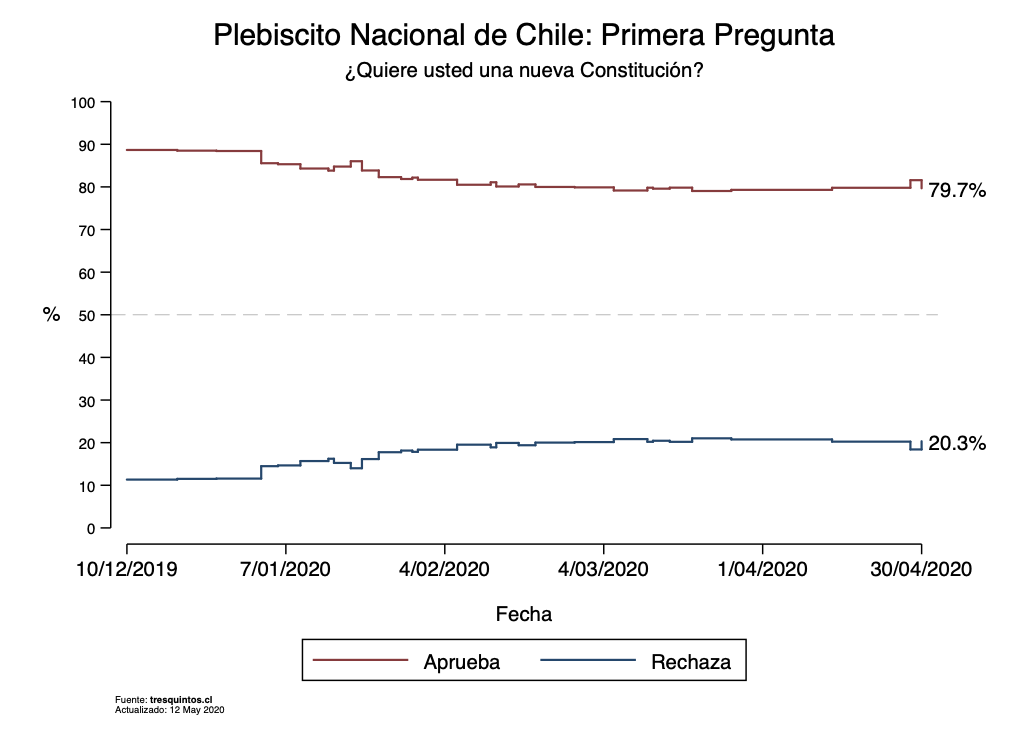 Plebiscito Nacional de Chile: Primera Pregunta
¿Quiere usted una nueva Constitución?
100
90
80
79.7%
70
60
% 50
40
30
20
20.3%
10
0
10/12/2019 7/01/2020 4/02/2020 4/03/2020 1/04/2020 30/04/2020
Fecha
Aprueba Rechaza
Fuente: tresquintos.cl
Actualizado: 12 May 2020